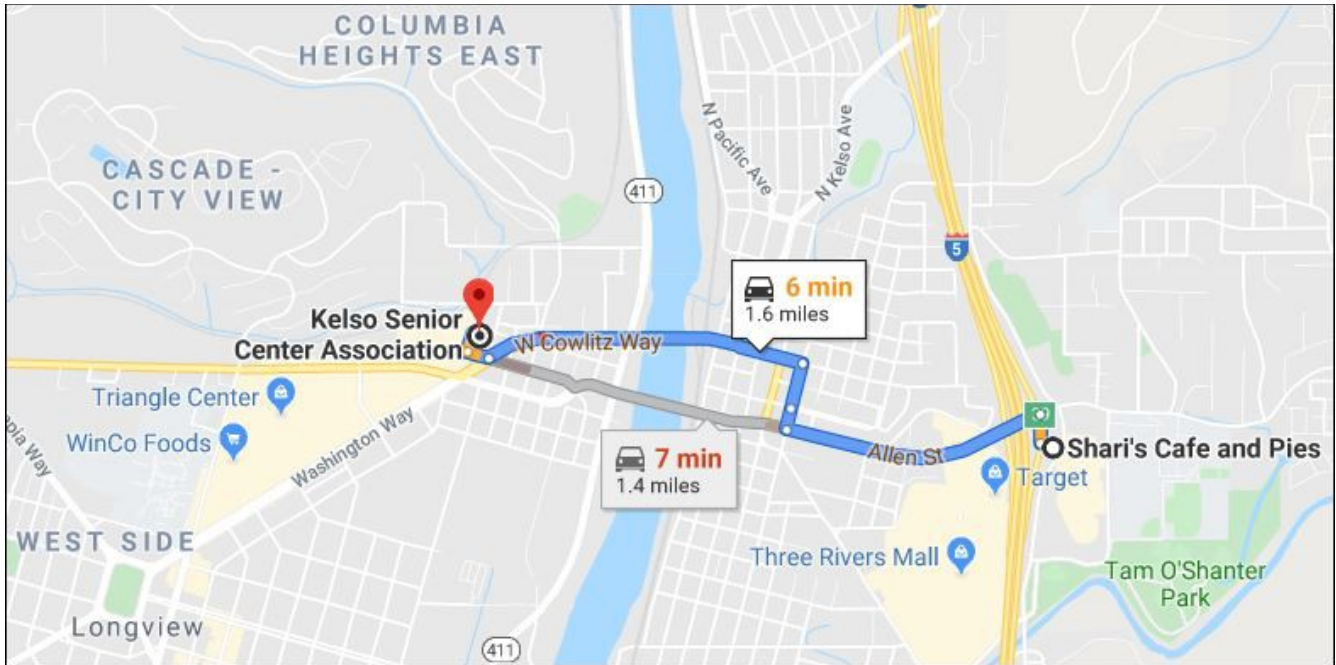 COLUMBIA
HEIGHTS EAST
N Pacific Ave
N Kelso Ave
CASCADE -
CITY VIEW
411
5
6 min
1.6 miles
Kelso Senior
Center Association
W Cowlitz Way
Triangle Center
WinCo Foods
Washington Way
7 min
1.4 miles
Allen St
Shari's Cafe and Pies
Target
WEST SIDE
Three Rivers Mall
Tam O'Shanter
Park
Longview
411